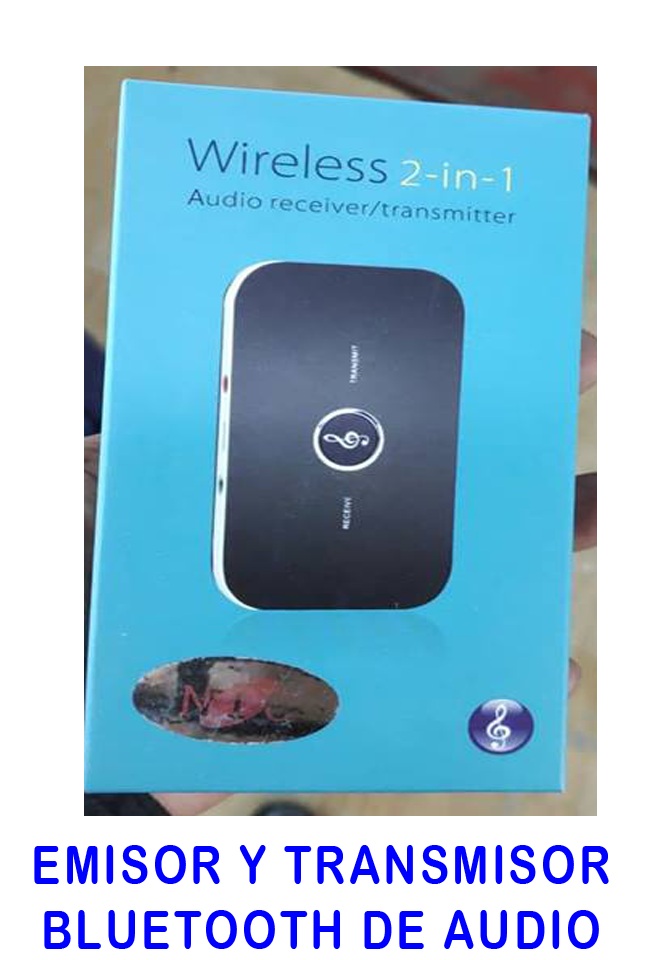 Wireless 2-in-1
Audio receiver/transmitter
TRANSMIT
RECEIVE
EMISOR Y TRANSMISOR
BLUETOOTH DE AUDIO